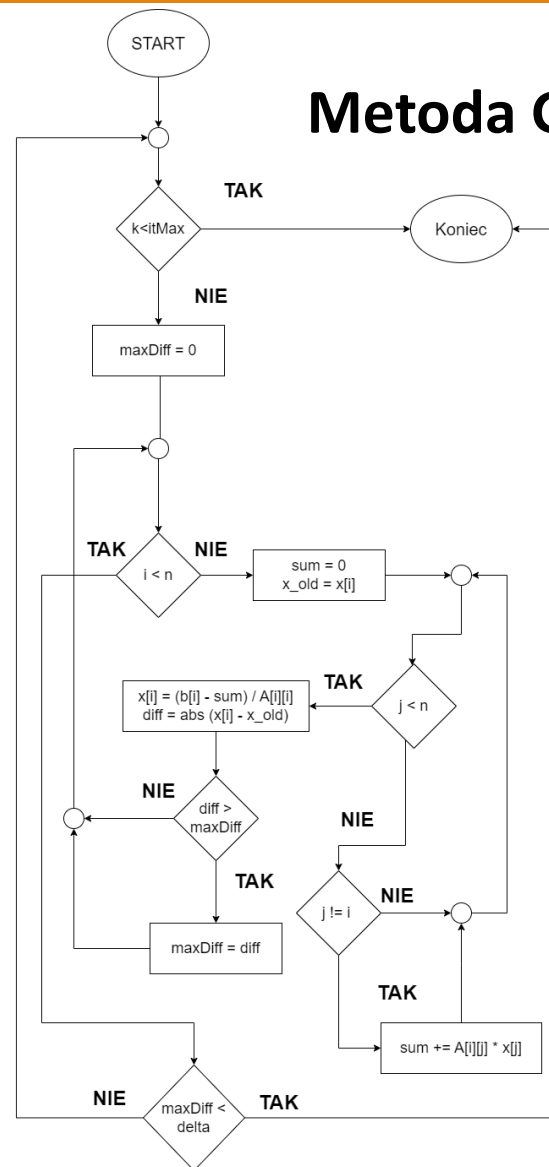 START
Metoda G
TAK
k<itMax
Koniec
NIE
maxDiff = 0
TAK
NIE
i < n
sum = 0
x_old = x[i]
TAK
j < n
x[i] = (b[i] - sum) / A[i][i]
diff = abs (x[i] - x_old)
NIE
diff >
maxDiff
NIE
TAK
j != i
NIE
maxDiff = diff
TAK
sum += A[i][j] * x[j]
NIE
maxDiff <
delta
TAK